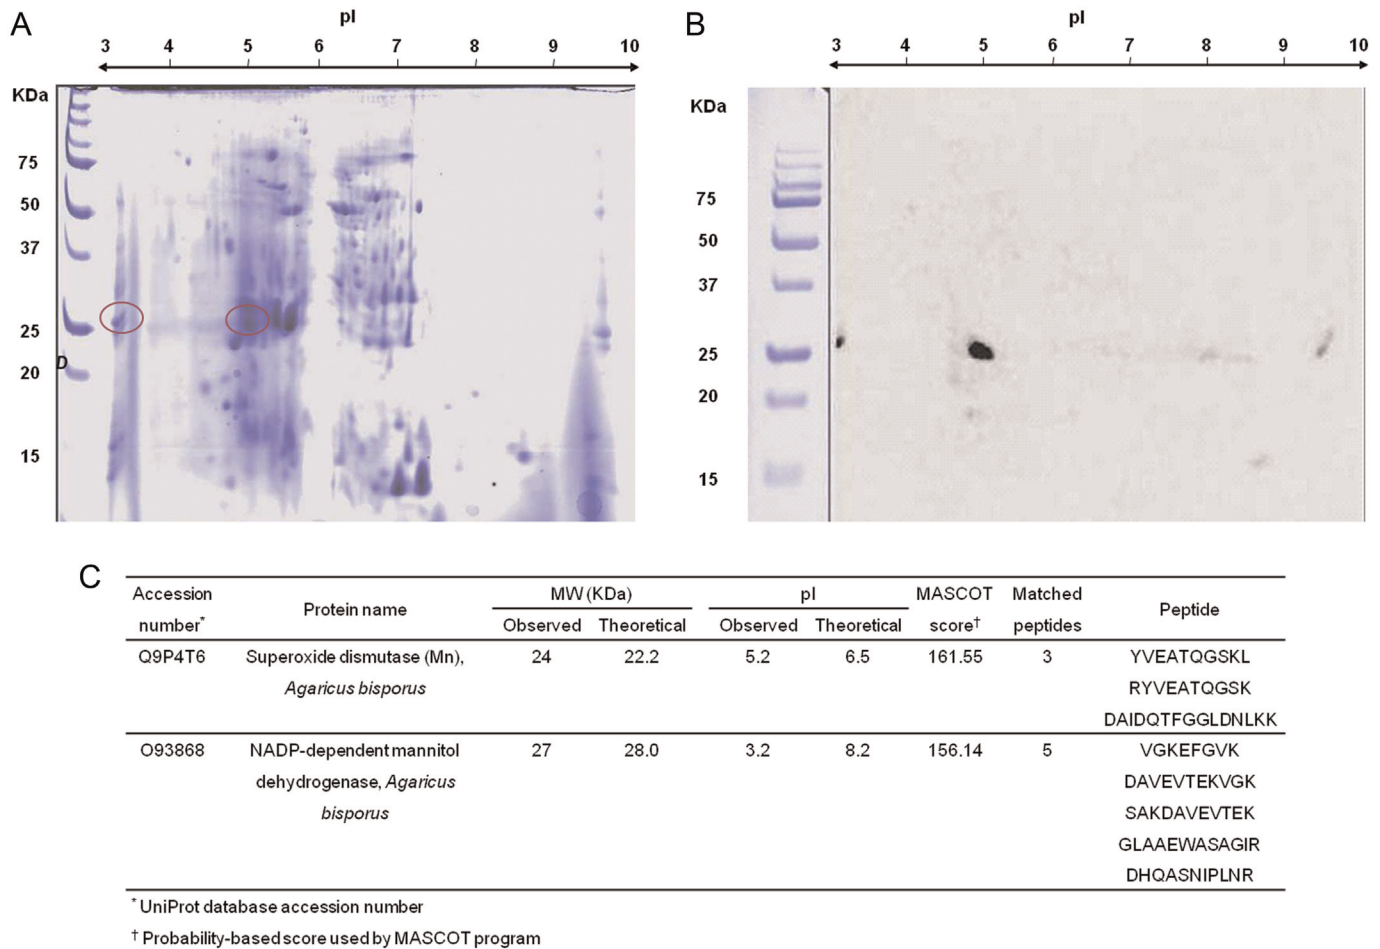 A
pI
3 4 5 6 7 8 9 10
KDa
75
50
37
25
D
20
15
B
pI
3 4 5 6 7 8 9 10
KDa
75
50
37
25
20
15
C
Accession Protein name MW (KDa) pI MASCOT Matched Peptide
number* Observed Theoretical Observed Theoretical score† peptides
Q9P4T6 Superoxide dismutase (Mn), 24 22.2 5.2 6.5 161.55 3 YVEATQGSKL
Agaricus bisporus RYVEATQGSK
DAIDQTFGGLDNLKK
O93868 NADP-dependent mannitol 27 28.0 3.2 8.2 156.14 5 VGKEFGVK
dehydrogenase, Agaricus DAVEVTEKVGK
bisporus SAKDAVEVTEK
GLAAEWASAGIR
DHQASNIPLNR
* UniProt database accession number
† Probability-based score used by MASCOT program